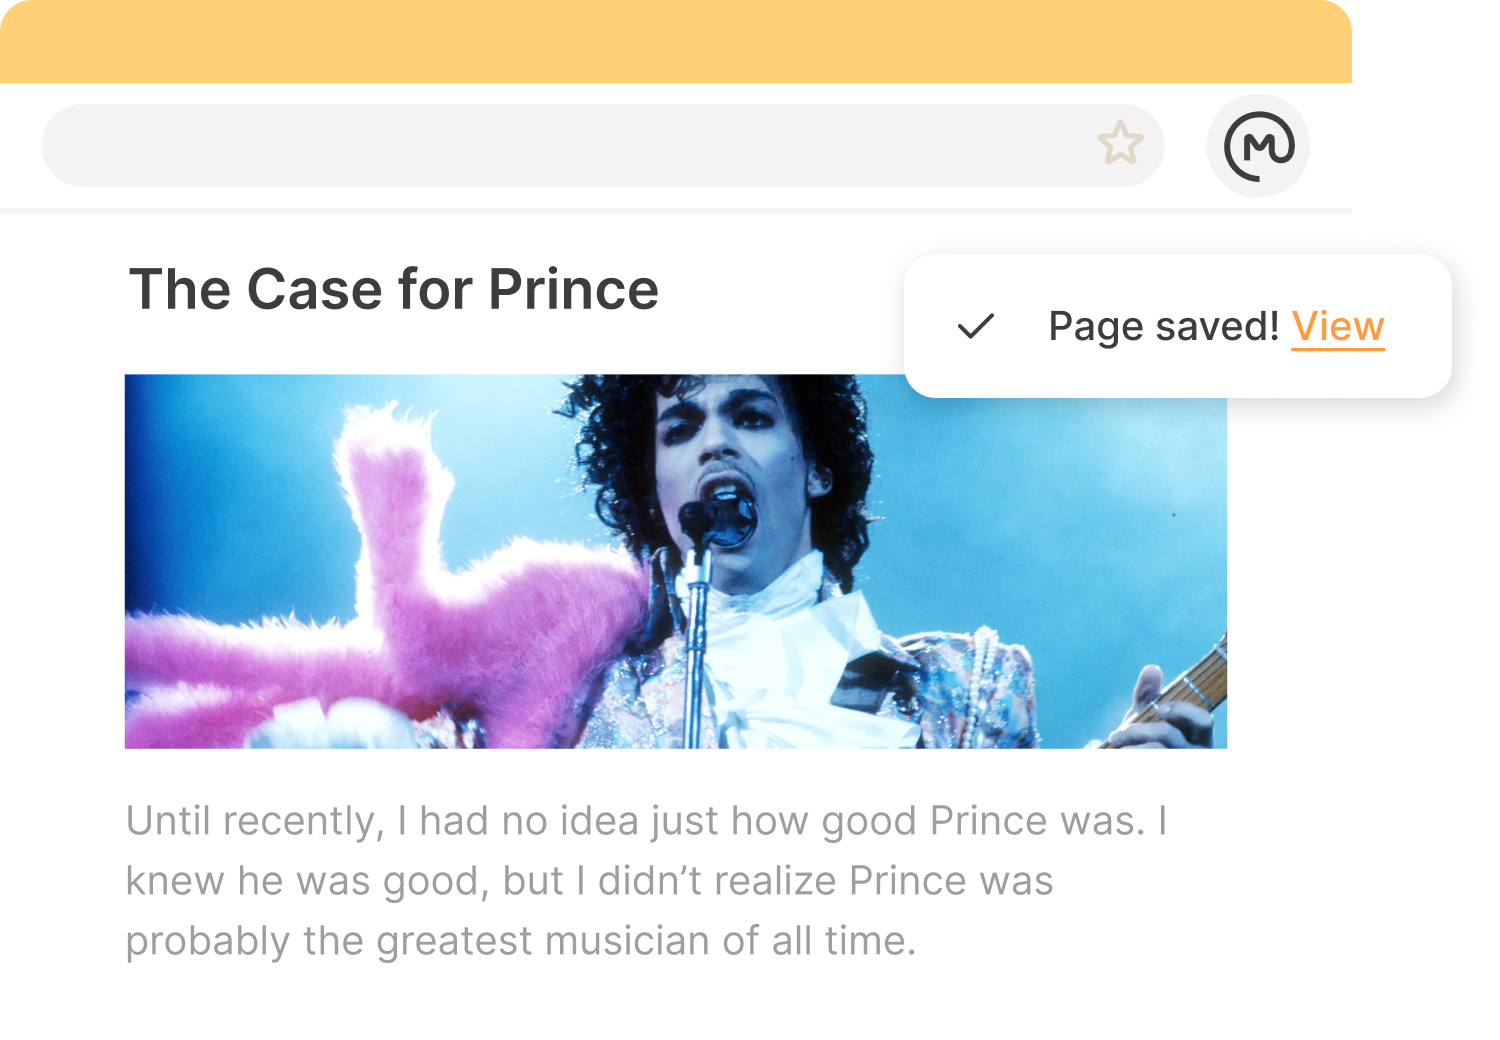 M
The Case for Prince
Page saved! View
Until recently, I had no idea just how good Prince was. I
knew he was good, but I didn’t realize Prince was
probably the greatest musician of all time.